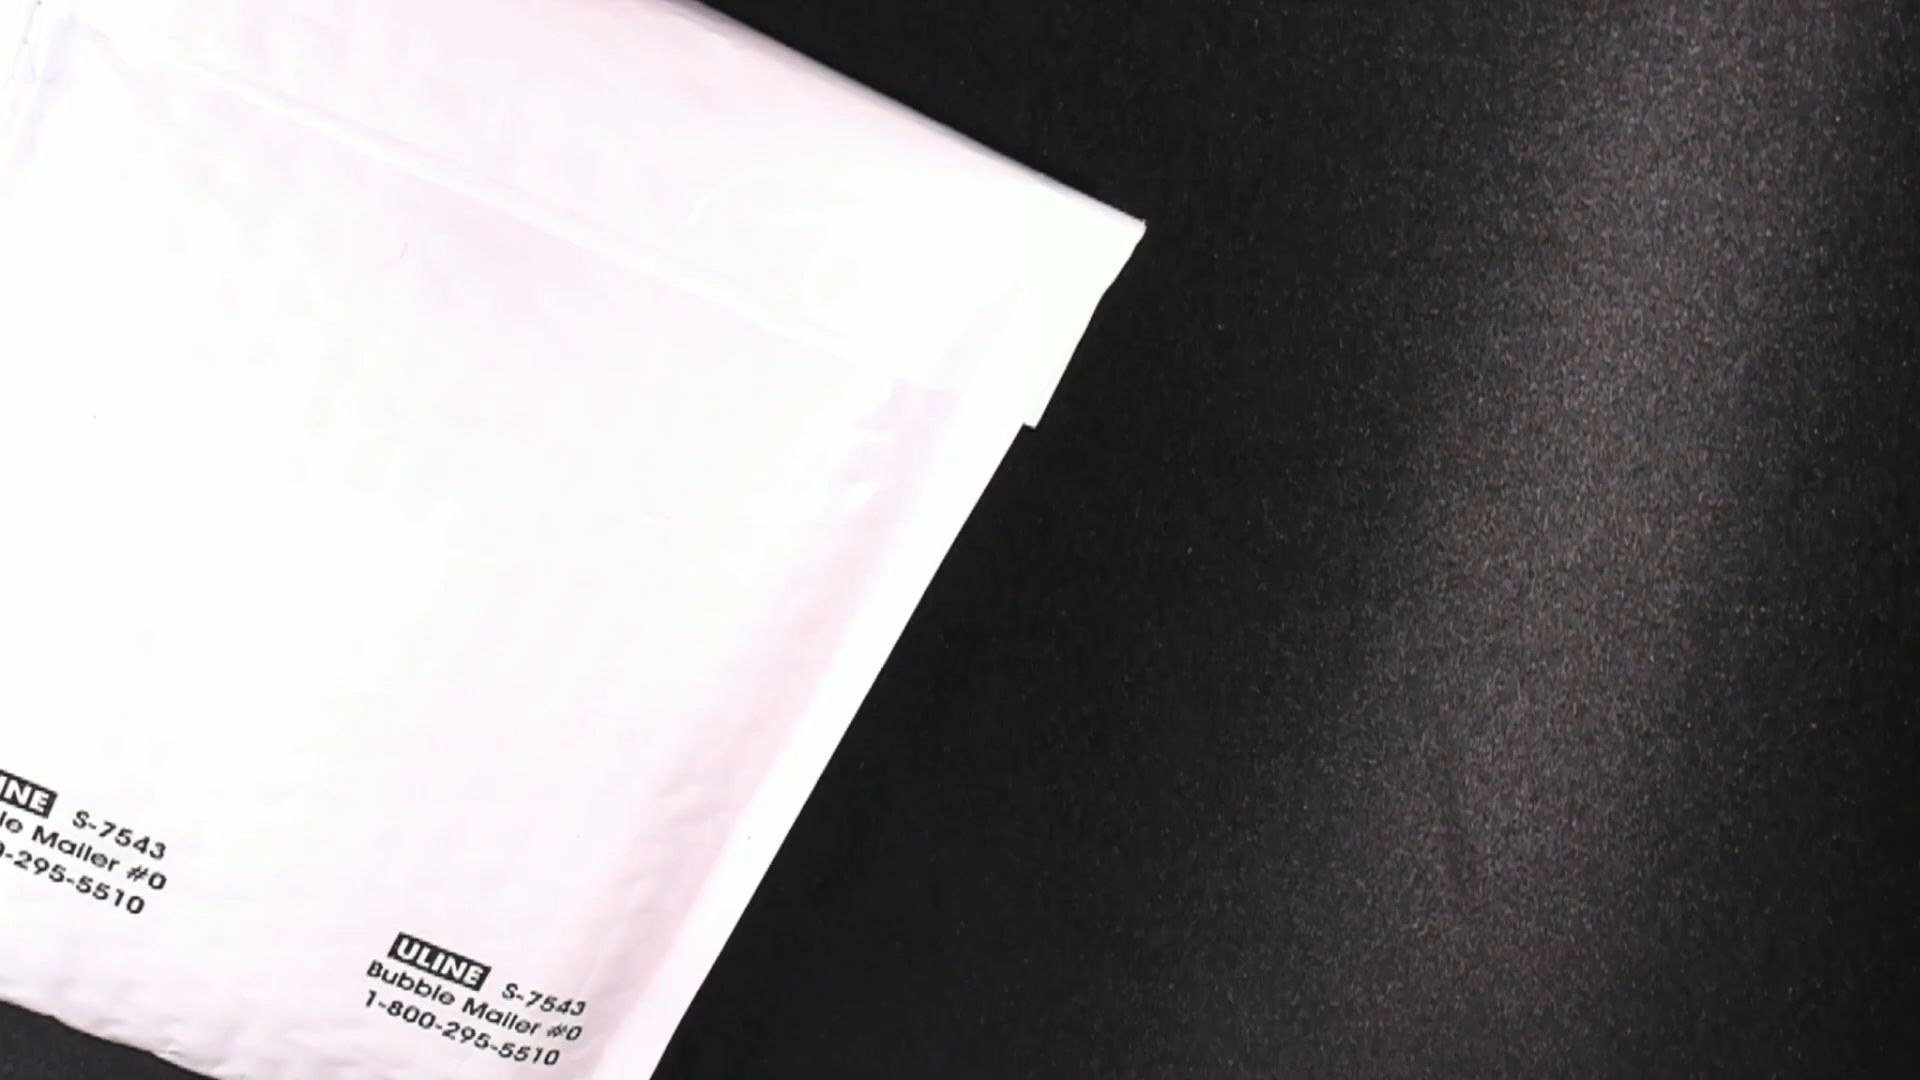 S-7543
Mailer #0
-295-5510
ULINE S-7543
Bubble Mailer #0
1-800-295-5510